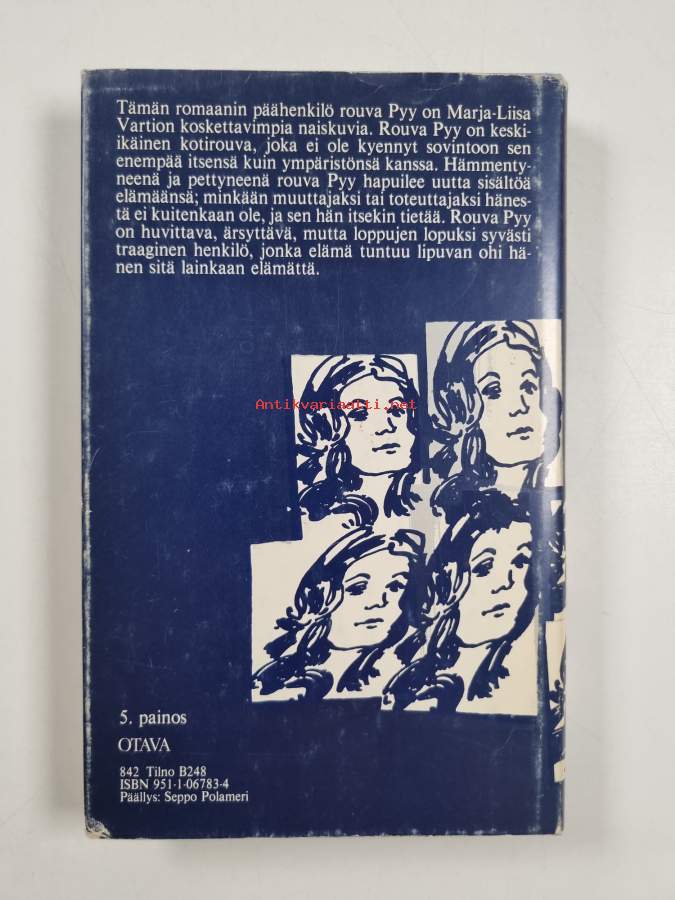 Tämän romaanin päähenkilö rouva Pyy on Marja-Liisa
Vartion koskettavimpia naiskuvia. Rouva Pyy on keski-
ikäinen kotirouva, joka ei ole kyennyt sovintoon sen
enempää itsensä kuin ympäristönsä kanssa. Hämmenty-
neenä ja pettyneenä rouva Pyy hapuilee uutta sisältöä
elämäänsä; minkään muuttajaksi tai toteuttajaksi hänes-
tä ei kuitenkaan ole, ja sen hän itsekin tietää. Rouva Pyy
on huvittava, ärsyttävä, mutta loppujen lopuksi syvästi
traaginen henkilö, jonka elämä tuntuu lipuvan ohi hä-
nen sitä lainkaan elämättä.
Antikvariaatti.net
5. painos
OTAVA
842 Tilno B248
ISBN 951-1-06783-4
Päällys: Seppo Polameri